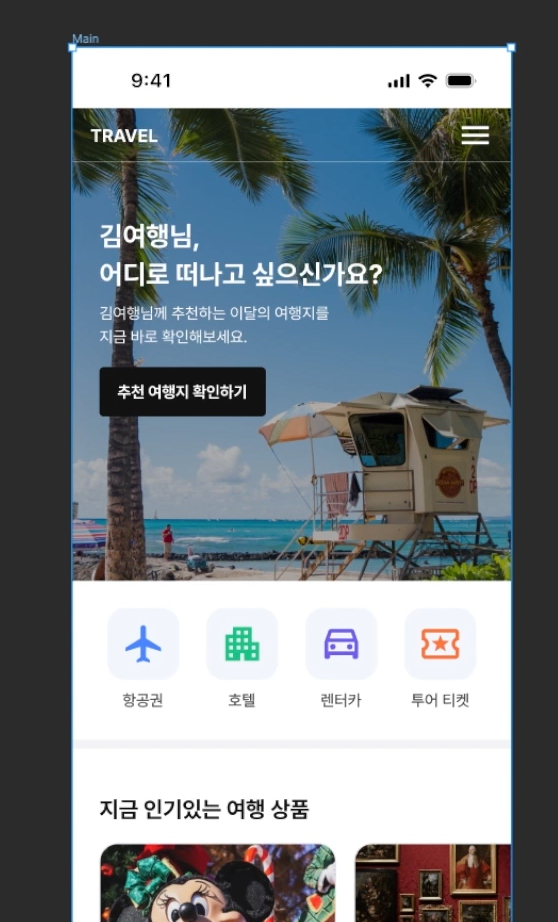 Main
9:41
TRAVEL
김여행님,
어디로 떠나고 싶으신가요?
김여행님께 추천하는 이달의 여행지를
지금 바로 확인해보세요.
추천 여행지 확인하기
항공권
호텔
렌터카
투어 티켓
지금 인기있는 여행 상품